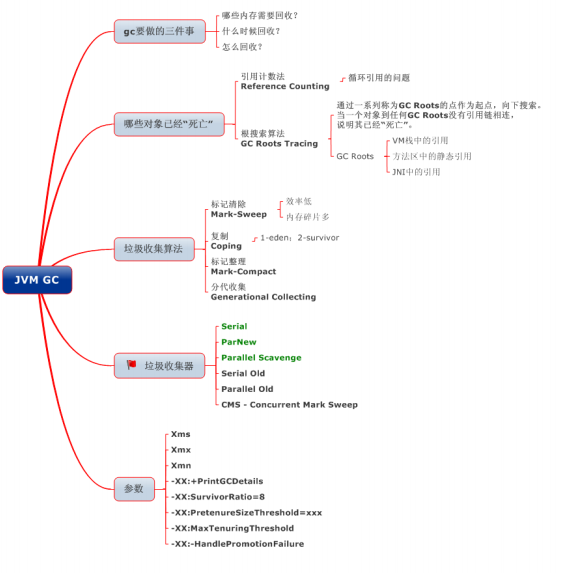 JVM GC
gc要做的三件事
哪些内存需要回收？
什么时候回收？
怎么回收？
哪些对象已经“死亡”
引用计数法
Reference Counting
循环引用的问题
根搜索算法
GC Roots Tracing
通过一系列称为GC Roots的点作为起点，向下搜索。
当一个对象到任何GC Roots没有引用链相连，
说明其已经“死亡”。
GC Roots
VM栈中的引用
方法区中的静态引用
JNI中的引用
垃圾收集算法
标记清除
Mark-Sweep
效率低
内存碎片多
复制
Coping
1-eden；2-survivor
标记整理
Mark-Compact
分代收集
Generational Collecting
垃圾收集器
Serial
ParNew
Parallel Scavenge
Serial Old
Parallel Old
CMS - Concurrent Mark Sweep
参数
Xms
Xmx
Xmn
-XX:+PrintGCDetails
-XX:SurvivorRatio=8
-XX:PretenureSizeThreshold=xxx
-XX:MaxTenuringThreshold
-XX:-HandlePromotionFailure